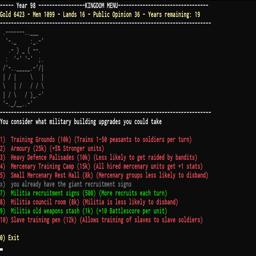 ----- Year 98 -----------------KINGDOM MENU-----------------
Gold 6423 - Men 1099 - Lands 16 - Public Opinion 36 - Years remaining: 19
You consider what military building upgrades you could take
1) Training Grounds (10k) (Trains 1-50 peasants to soldiers per turn)
2) Armoury (25k) (+5% Stronger units)
3) Heavy Defence Palisades (10k) (Less likely to get raided by bandits)
4) Mercenary Training Camp (15k) (All hired mercenary units get +1 stats)
5) Small Mercenary Rest Hall (8k) (Mercenary groups less likely to disband)
x) you already have the giant recruitment signs
7) Militia recruitment signs (500) (More recruits each turn)
8) Militia council room (8k) (Militia is less likely to disband)
9) Militia old weapons stash (1k) (+10 Battlescore per unit)
10) Slave training pen (12k) (Allows training of slaves to slave soldiers)
0) Exit